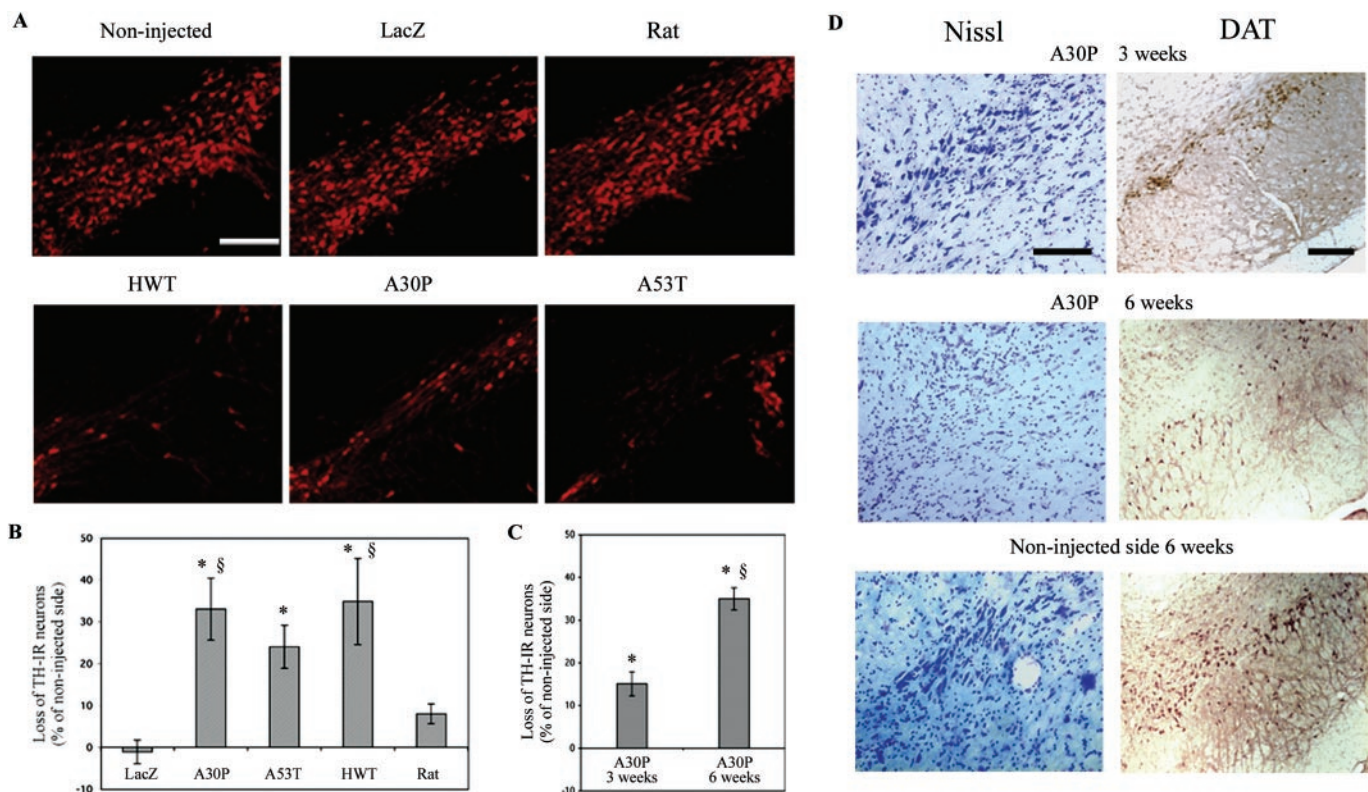 A
Non-injected LacZ Rat
HWT A30P A53T
B
Loss of TH-IR neurons
(% of non-injected side)
50
40
30
20
10
0
-10
* §
*
* §
LacZ A30P A53T HWT Rat
C
Loss of TH-IR neurons
(% of non-injected side)
50
40
30
20
10
0
-10
*
* §
A30P A30P
3 weeks 6 weeks
D
Nissl DAT
A30P 3 weeks
A30P 6 weeks
Non-injected side 6 weeks